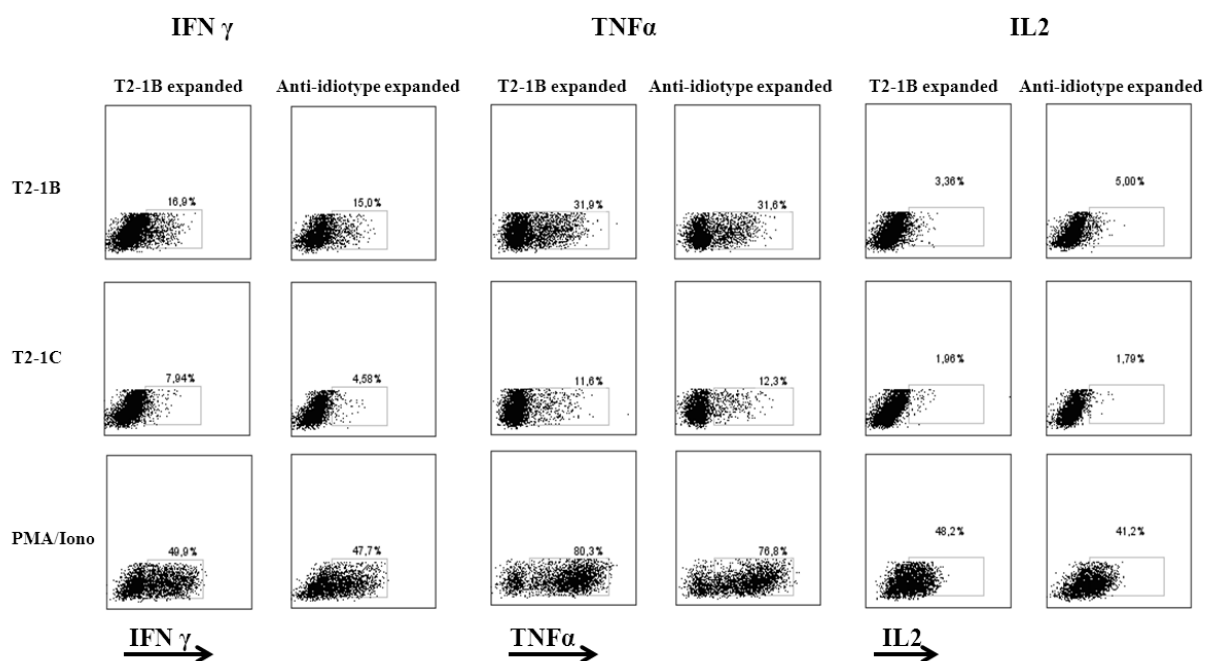 IFN γ TNFα IL2
T2-1B expanded Anti-idiotype expanded T2-1B expanded Anti-idiotype expanded T2-1B expanded Anti-idiotype expanded
T2-1B 16,9% 15,0% 31,9% 31,6% 3,36% 5,00%
T2-1C 7,94% 4,58% 11,6% 12,3% 1,96% 1,79%
PMA/Iono 49,9% 47,7% 80,3% 76,8% 48,2% 41,2%
IFN γ TNFα IL2